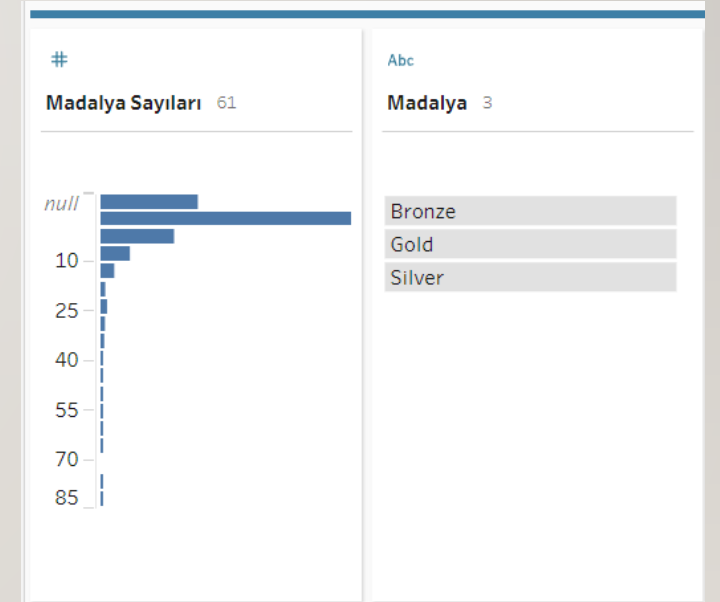 #
Madalya Sayıları 61
null
10
25
40
55
70
85
Abc
Madalya 3
Bronze
Gold
Silver